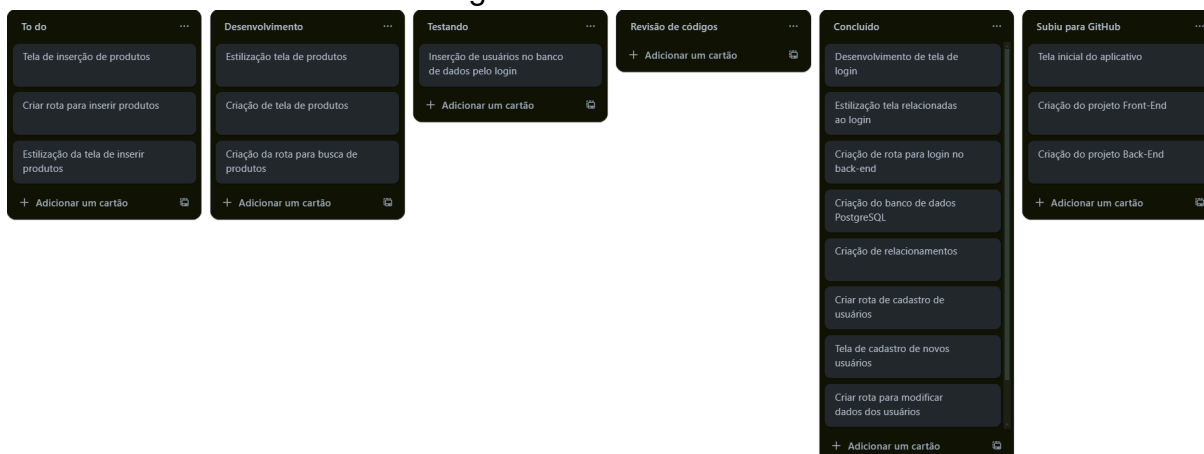 To do
Tela de inserção de produtos
Criar rota para inserir produtos
Estilização da tela de inserir
produtos
+ Adicionar um cartão
Desenvolvimento
Estilização tela de produtos
Criação de tela de produtos
Criação da rota para busca de
produtos
+ Adicionar um cartão
Testando
Inserção de usuários no banco
de dados pelo login
+ Adicionar um cartão
Revisão de códigos
+ Adicionar um cartão
Concluído
Desenvolvimento de tela de
login
Estilização tela relacionadas
ao login
Criação de rota para login no
back-end
Criação do banco de dados
PostgreSQL
Criação de relacionamentos
Criar rota de cadastro de
usuários
Tela de cadastro de novos
usuários
Criar rota para modificar
dados dos usuários
+ Adicionar um cartão
Subiu para GitHub
Tela inicial do aplicativo
Criação do projeto Front-End
Criação do projeto Back-End
+ Adicionar um cartão